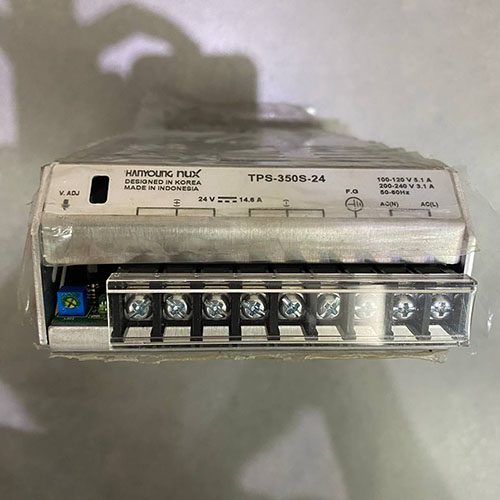 HANYOUNG nux
DESIGNED IN KOREA
MADE IN INDONESIA
TPS-350S-24
100-120 V 5.1 A
200-240 V 3.1 A
50-60Hz
V. ADJ
24 V ⎓ 14.6 A
F.G
AC(N)
AC(L)